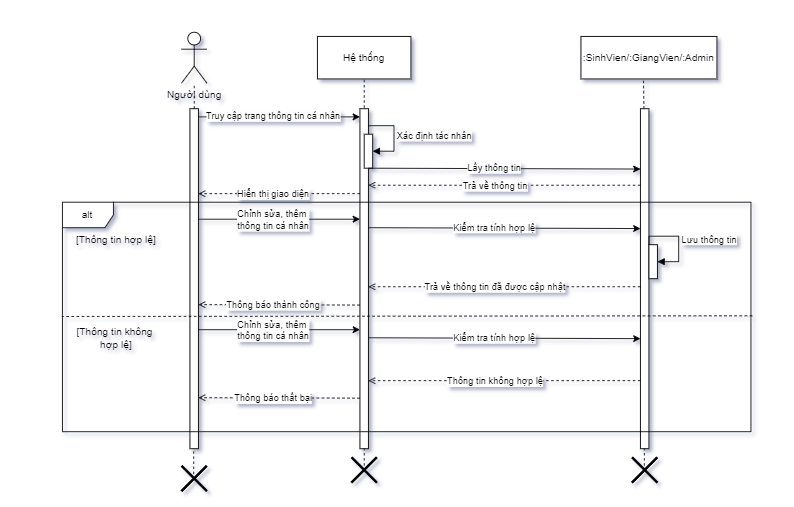 Người dùng
Hệ thống
:SinhVien/:GiangVien/:Admin
Truy cập trang thông tin cá nhân
Xác định tác nhân
Lấy thông tin
Trả về thông tin
Hiển thị giao diện
alt
[Thông tin hợp lệ]
Chỉnh sửa, thêm
thông tin cá nhân
Kiểm tra tính hợp lệ
Lưu thông tin
Trả về thông tin đã được cập nhật
Thông báo thành công
[Thông tin không
hợp lệ]
Chỉnh sửa, thêm
thông tin cá nhân
Kiểm tra tính hợp lệ
Thông tin không hợp lệ
Thông báo thất bại